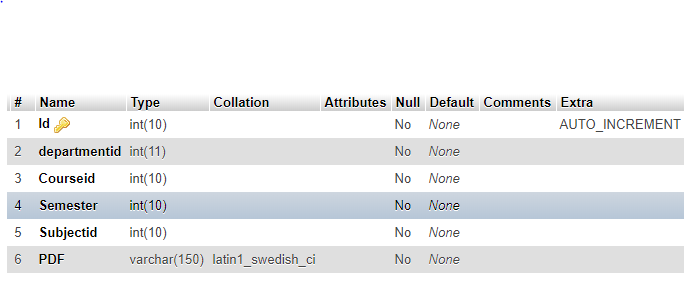 # Name Type Collation Attributes Null Default Comments Extra
1 Id int(10) No None AUTO_INCREMENT
2 departmentid int(11) No None
3 Courseid int(10) No None
4 Semester int(10) No None
5 Subjectid int(10) No None
6 PDF varchar(150) latin1_swedish_ci No None